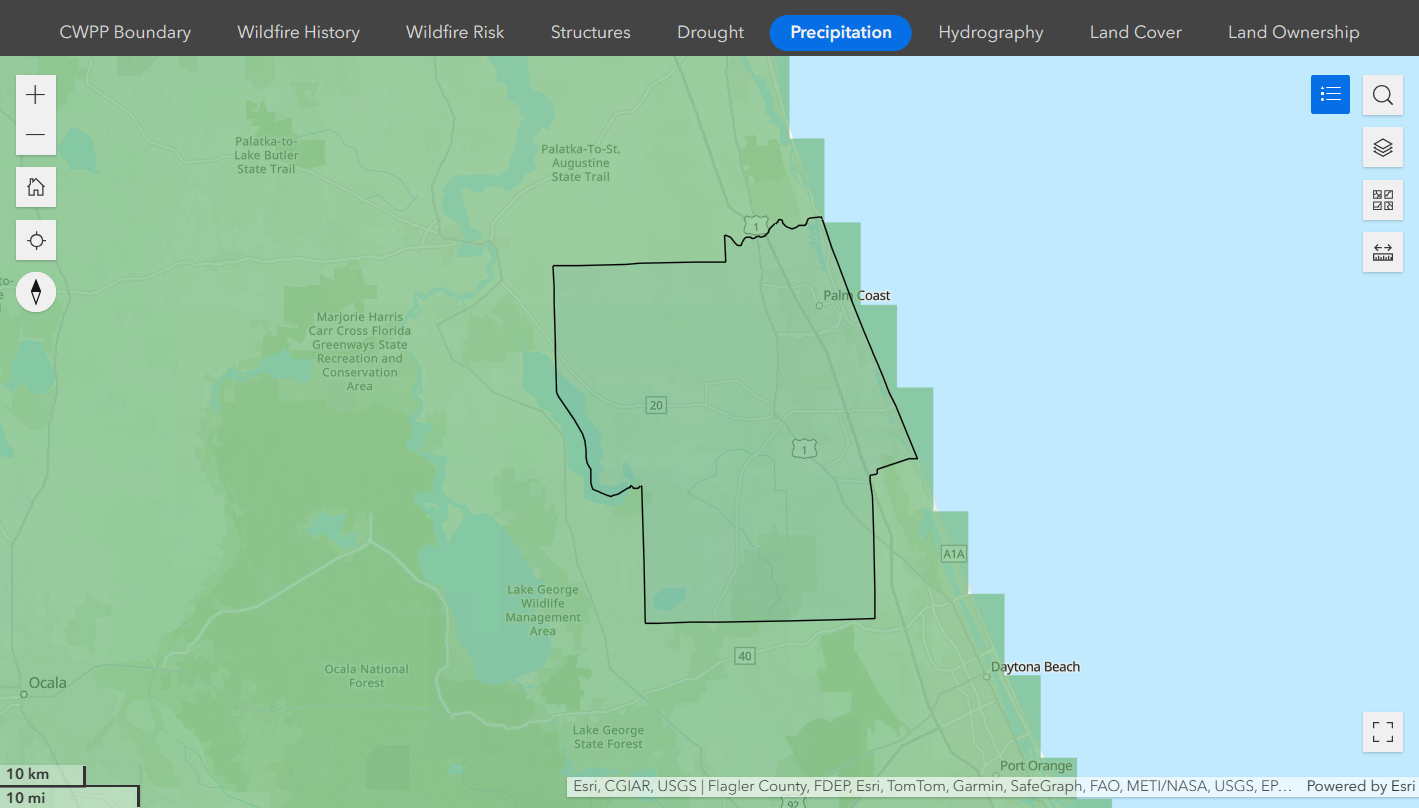 CWPP Boundary Wildfire History Wildfire Risk Structures Drought Precipitation Hydrography Land Cover Land Ownership
Palatka-to-
Lake Butler
State Trail
Palatka-To-St.
Augustine
State Trail
1
to-
Palm Coast
Marjorie Harris
Carr Cross Florida
Greenways State
Recreation and
Conservation
Area
20
1
A1A
Lake George
Wildlife
Management
Area
40
Ocala National
Forest
Daytona Beach
Ocala
Lake George
State Forest
Port Orange
10 km
10 mi
Esri, CGIAR, USGS | Flagler County, FDEP, Esri, TomTom, Garmin, SafeGraph, FAO, METI/NASA, USGS, EP... Powered by Esri
92